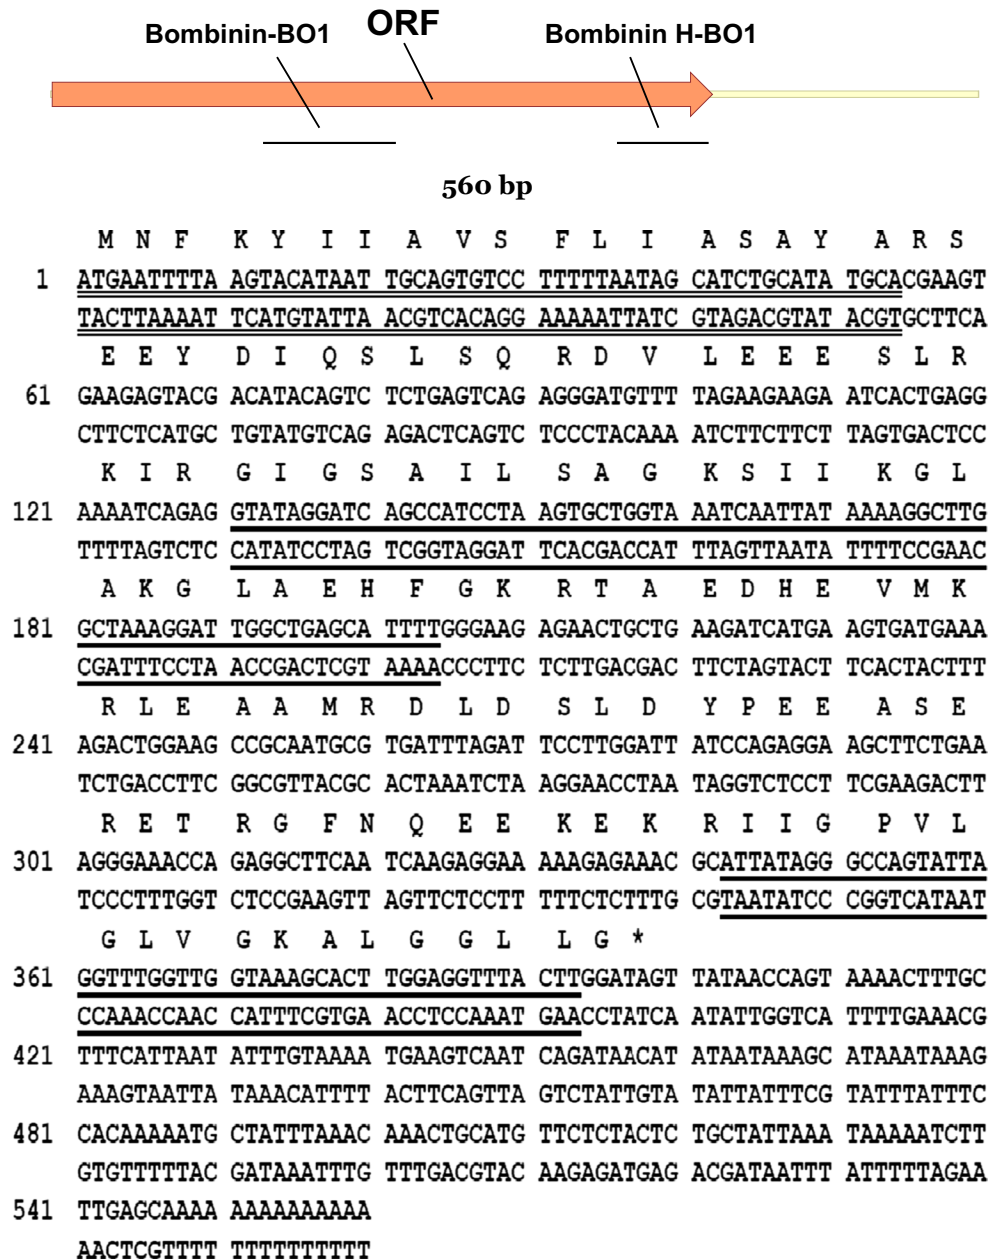 Bombinin-BO1 ORF Bombinin H-BO1
560 bp
M N F K Y I I A V S F L I A S A Y A R S
1 ATGAATTTTA AGTACATAAT TGCAGTGTCC TTTTTAATAG CATCTGCATA TGCACGAAGT
TACTTAAAAT TCATGTATTA ACGTCACAGG AAAAATTATC GTAGACGTAT ACGTGCTTCA
E E Y D I Q S L S Q R D V L E E E S L R
61 GAAGAGTACG ACATACAGTC TCTGAGTCAG AGGGATGTTT TAGAAGAAGA ATCACTGAGG
CTTCTCATGC TGTATGTCAG AGACTCAGTC TCCCTACAAA ATCTTCTTCT TAGTGACTCC
K I R G I G S A I L S A G K S I I K G L
121 AAAATCAGAG GTATAGGATC AGCCATCCTA AGTGCTGGTA AATCAATTAT AAAAGGCTTG
TTTTAGTCTC CATATCCTAG TCGGTAGGAT TCACGACCAT TTAGTTAATA TTTTCCGAAC
A K G L A E H F G K R T A E D H E V M K
181 GCTAAAGGAT TGGCTGAGCA TTTTGGGAAG AGAACTGCTG AAGATCATGA AGTGATGAAA
CGATTTCCTA ACCGACTCGT AAAACCCTTC TCTTGACGAC TTCTAGTACT TCACTACTTT
R L E A A M R D L D S L D Y P E E A S E
241 AGACTGGAAG CCGCAATGCG TGATTTAGAT TCCTTGGATT ATCCAGAGGA AGCTTCTGAA
TCTGACCTTC GGCGTTACGC ACTAAATCTA AGGAACCTAA TAGGTCTCCT TCGAAGACTT
R E T R G F N Q E E K E K R I I G P V L
301 AGGGAAACCA GAGGCTTCAA TCAAGAGGAA AAAGAGAAAC GCATTATAGG GCCAGTATTA
TCCCTTTGGT CTCCGAAGTT AGTTCTCCTT TTTCTCTTTG CGTAATATCC CGGTCATAAT
G L V G K A L G G L L G *
361 GGTTTGGTTG GTAAAGCACT TGGAGGTTTA CTTGGATAGT TATAACCAGT AAAACTTTGC
CCAAACCAAC CATTTCGTGA ACCTCCAAAT GAACCTATCA ATATTGGTCA TTTTGAAACG
421 TTTCATTAAT ATTTGTAAAA TGAAGTCAAT CAGATAACAT ATAATAAAGC ATAAATAAAG
AAAGTAATTA TAAACATTTT ACTTCAGTTA GTCTATTGTA TATTATTTCG TATTTATTTC
481 CACAAAAATG CTATTTAAAC AAACTGCATG TTCTCTACTC TGCTATTAAA TAAAAATCTT
GTGTTTTTAC GATAAATTTG TTTGACGTAC AAGAGATGAG ACGATAATTT ATTTTTAGAA
541 TTGAGCAAAA AAAAAAAAAA
AACTCGTTTT TTTTTTTTTT